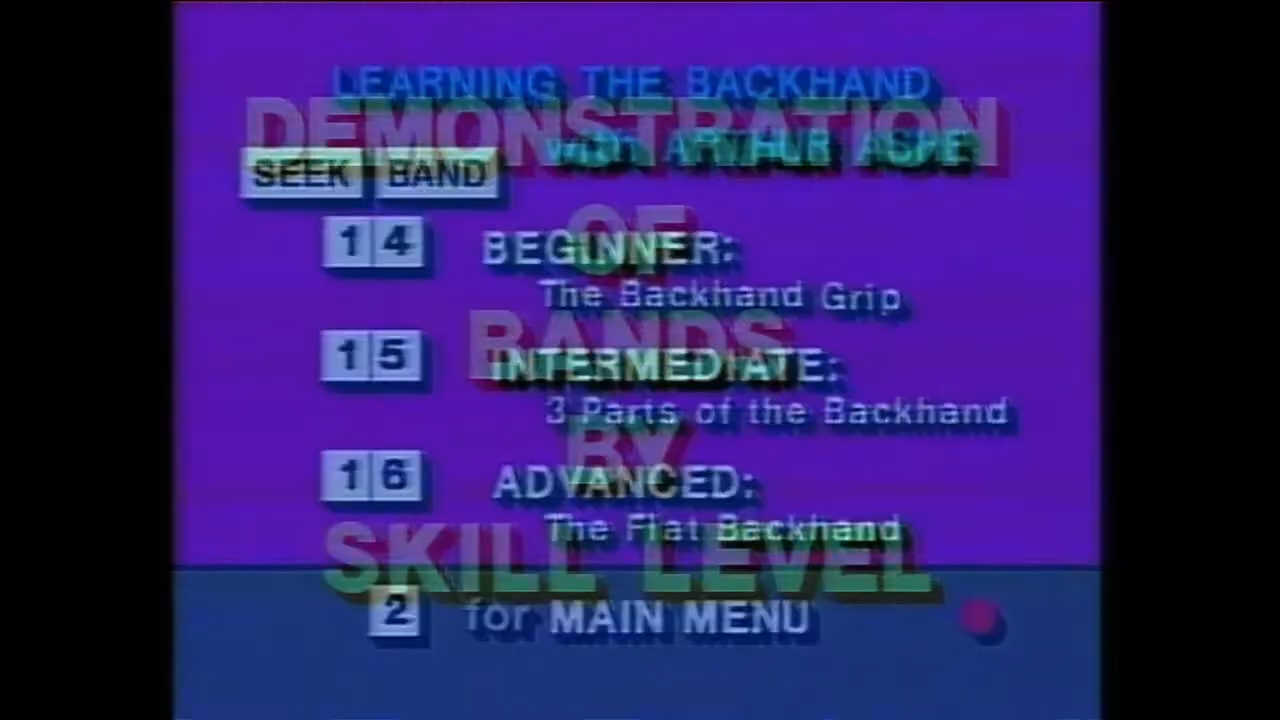 LEARNING THE BACKHAND
DEMONSTRATION
with ARTHUR ASHE
SEEK BAND
OF
14 BEGINNER:
The Backhand Grip
BANDS
15 INTERMEDIATE:
3 Parts of the Backhand
BY
16 ADVANCED:
The Flat Backhand
SKILL LEVEL
2 for MAIN MENU